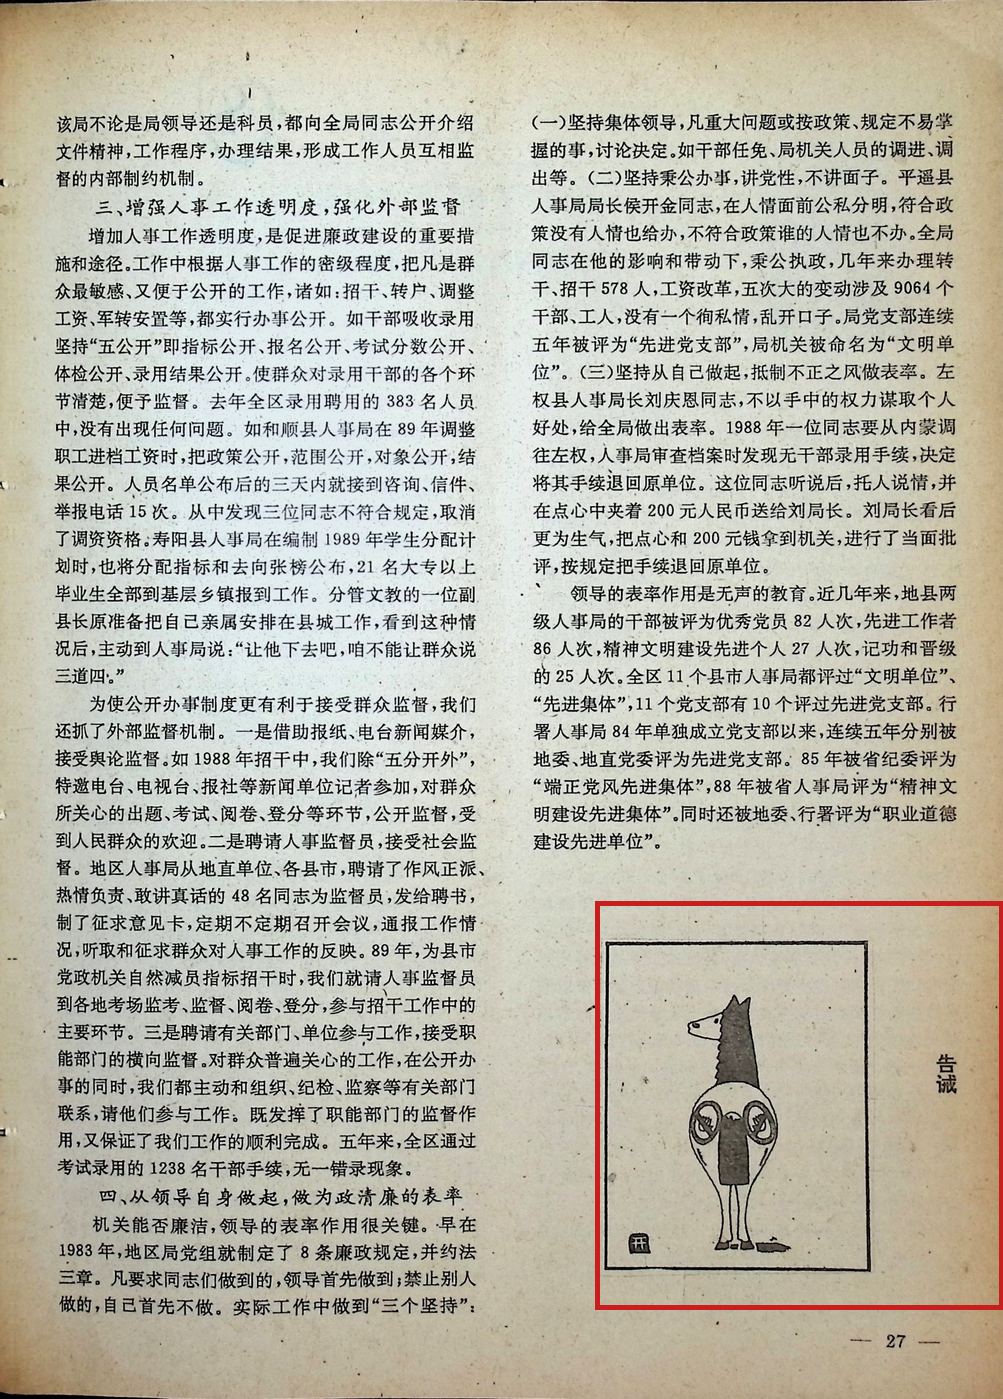 该局不论是局领导还是科员,都向全局同志公开介绍
文件精神,工作程序,办理结果,形成工作人员互相监
督的内部制约机制。
三、增强人事工作透明度,强化外部监督
增加人事工作透明度,是促进廉政建设的重要措
施和途径。工作中根据人事工作的密级程度,把凡是群
众最敏感、又便于公开的工作,诸如:招干、转户、调整
工资、军转安置等,都实行办事公开。如干部吸收录用
坚持“五公开”即指标公开、报名公开、考试分数公开、
体检公开、录用结果公开。使群众对录用干部的各个环
节清楚,便予监督。去年全区录用聘用的 383 名人员
中,没有出现任何问题。如和顺县人事局在 89 年调整
职工进档工资时,把政策公开,范围公开,对象公开,结
果公开。人员名单公布后的三天内就接到咨询、信件、
举报电话 15 次。从中发现三位同志不符合规定,取消
了调资资格。寿阳县人事局在编制 1989 年学生分配计
划时,也将分配指标和去向张榜公布,21 名大专以上
毕业生全部到基层乡镇报到工作。分管文教的一位副
县长原准备把自己亲属安排在县城工作,看到这种情
况后,主动到人事局说:“让他下去吧,咱不能让群众说
三道四。”
为使公开办事制度更有利于接受群众监督,我们
还抓了外部监督机制。一是借助报纸、电台新闻媒介,
接受舆论监督。如 1988 年招干中,我们除“五分开外”,
特邀电台、电视台、报社等新闻单位记者参加,对群众
所关心的出题、考试、阅卷、登分等环节,公开监督,受
到人民群众的欢迎。二是聘请人事监督员,接受社会监
督。地区人事局从地直单位、各县市,聘请了作风正派、
热情负责、敢讲真话的 48 名同志为监督员,发给聘书,
制了征求意见卡,定期不定期召开会议,通报工作情
况,听取和征求群众对人事工作的反映。89 年,为县市
党政机关自然减员指标招干时,我们就请人事监督员
到各地考场监考、监督、阅卷、登分,参与招干工作中的
主要环节。三是聘请有关部门、单位参与工作,接受职
能部门的横向监督。对群众普遍关心的工作,在公开办
事的同时,我们都主动和组织、纪检、监察等有关部门
联系,请他们参与工作。既发挥了职能部门的监督作
用,又保证了我们工作的顺利完成。五年来,全区通过
考试录用的 1238 名干部手续,无一错录现象。
四、从领导自身做起,做为政清廉的表率
机关能否廉洁,领导的表率作用很关键。早在
1983 年,地区局党组就制定了 8 条廉政规定,并约法
三章。凡要求同志们做到的,领导首先做到;禁止别人
做的,自己首先不做。实际工作中做到“三个坚持”:
(一)坚持集体领导,凡重大问题或按政策、规定不易掌
握的事,讨论决定。如干部任免、局机关人员的调进、调
出等。(二)坚持秉公办事,讲党性,不讲面子。平遥县
人事局局长侯开金同志,在人情面前公私分明,符合政
策没有人情也给办,不符合政策谁的人情也不办。全局
同志在他的影响和带动下,秉公执政,几年来办理转
干、招干 578 人,工资改革,五次大的变动涉及 9064 个
干部、工人,没有一个徇私情,乱开口子。局党支部连续
五年被评为“先进党支部”,局机关被命名为“文明单
位”。(三)坚持从自己做起,抵制不正之风做表率。左
权县人事局长刘庆恩同志,不以手中的权力谋取个人
好处,给全局做出表率。1988 年一位同志要从内蒙调
往左权,人事局审查档案时发现无干部录用手续,决定
将其手续退回原单位。这位同志听说后,托人说情,并
在点心中夹着 200 元人民币送给刘局长。刘局长看后
更为生气,把点心和 200 元钱拿到机关,进行了当面批
评,按规定把手续退回原单位。
领导的表率作用是无声的教育。近几年来,地县两
级人事局的干部被评为优秀党员 82 人次,先进工作者
86 人次,精神文明建设先进个人 27 人次,记功和晋级
的 25 人次。全区 11 个县市人事局都评过“文明单位”、
“先进集体”,11 个党支部有 10 个评过先进党支部。行
署人事局 84 年单独成立党支部以来,连续五年分别被
地委、地直党委评为先进党支部。85 年被省纪委评为
“端正党风先进集体”,88 年被省人事局评为“精神文
明建设先进集体”。同时还被地委、行署评为“职业道德
建设先进单位”。
告诫
— 27 —